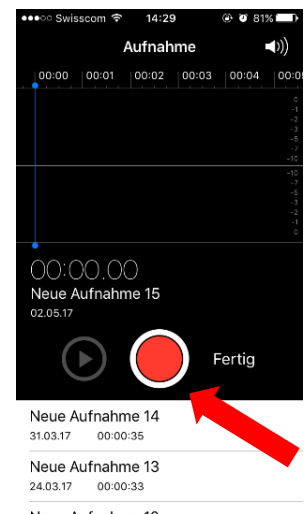 Swisscom 14:29 81%
Aufnahme
00:00 00:01 00:02 00:03 00:04 00:05
0
-1
-2
-3
-5
-7
-10
-10
-7
-5
-3
-2
-1
0
00:00.00
Neue Aufnahme 15
02.05.17
Fertig
Neue Aufnahme 14
31.03.17 00:00:35
Neue Aufnahme 13
24.03.17 00:00:33